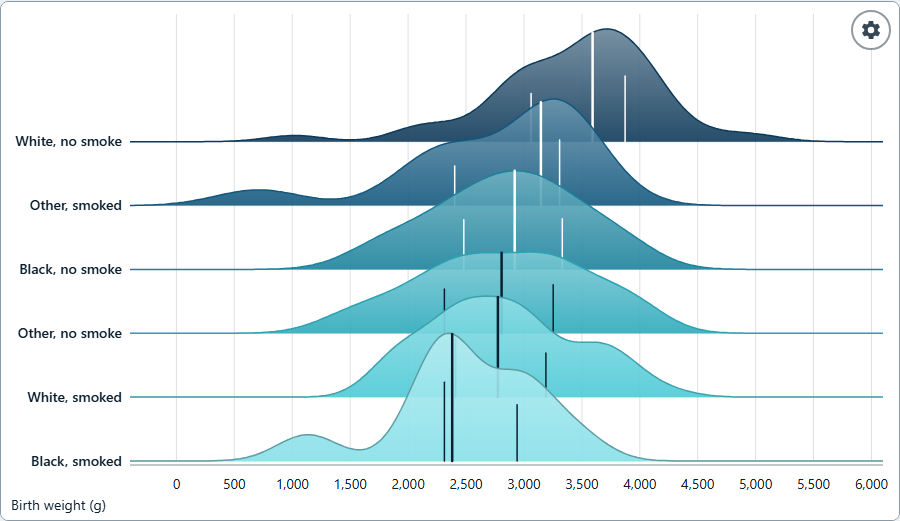 White, no smoke
Other, smoked
Black, no smoke
Other, no smoke
White, smoked
Black, smoked
0 500 1,000 1,500 2,000 2,500 3,000 3,500 4,000 4,500 5,000 5,500 6,000
Birth weight (g)